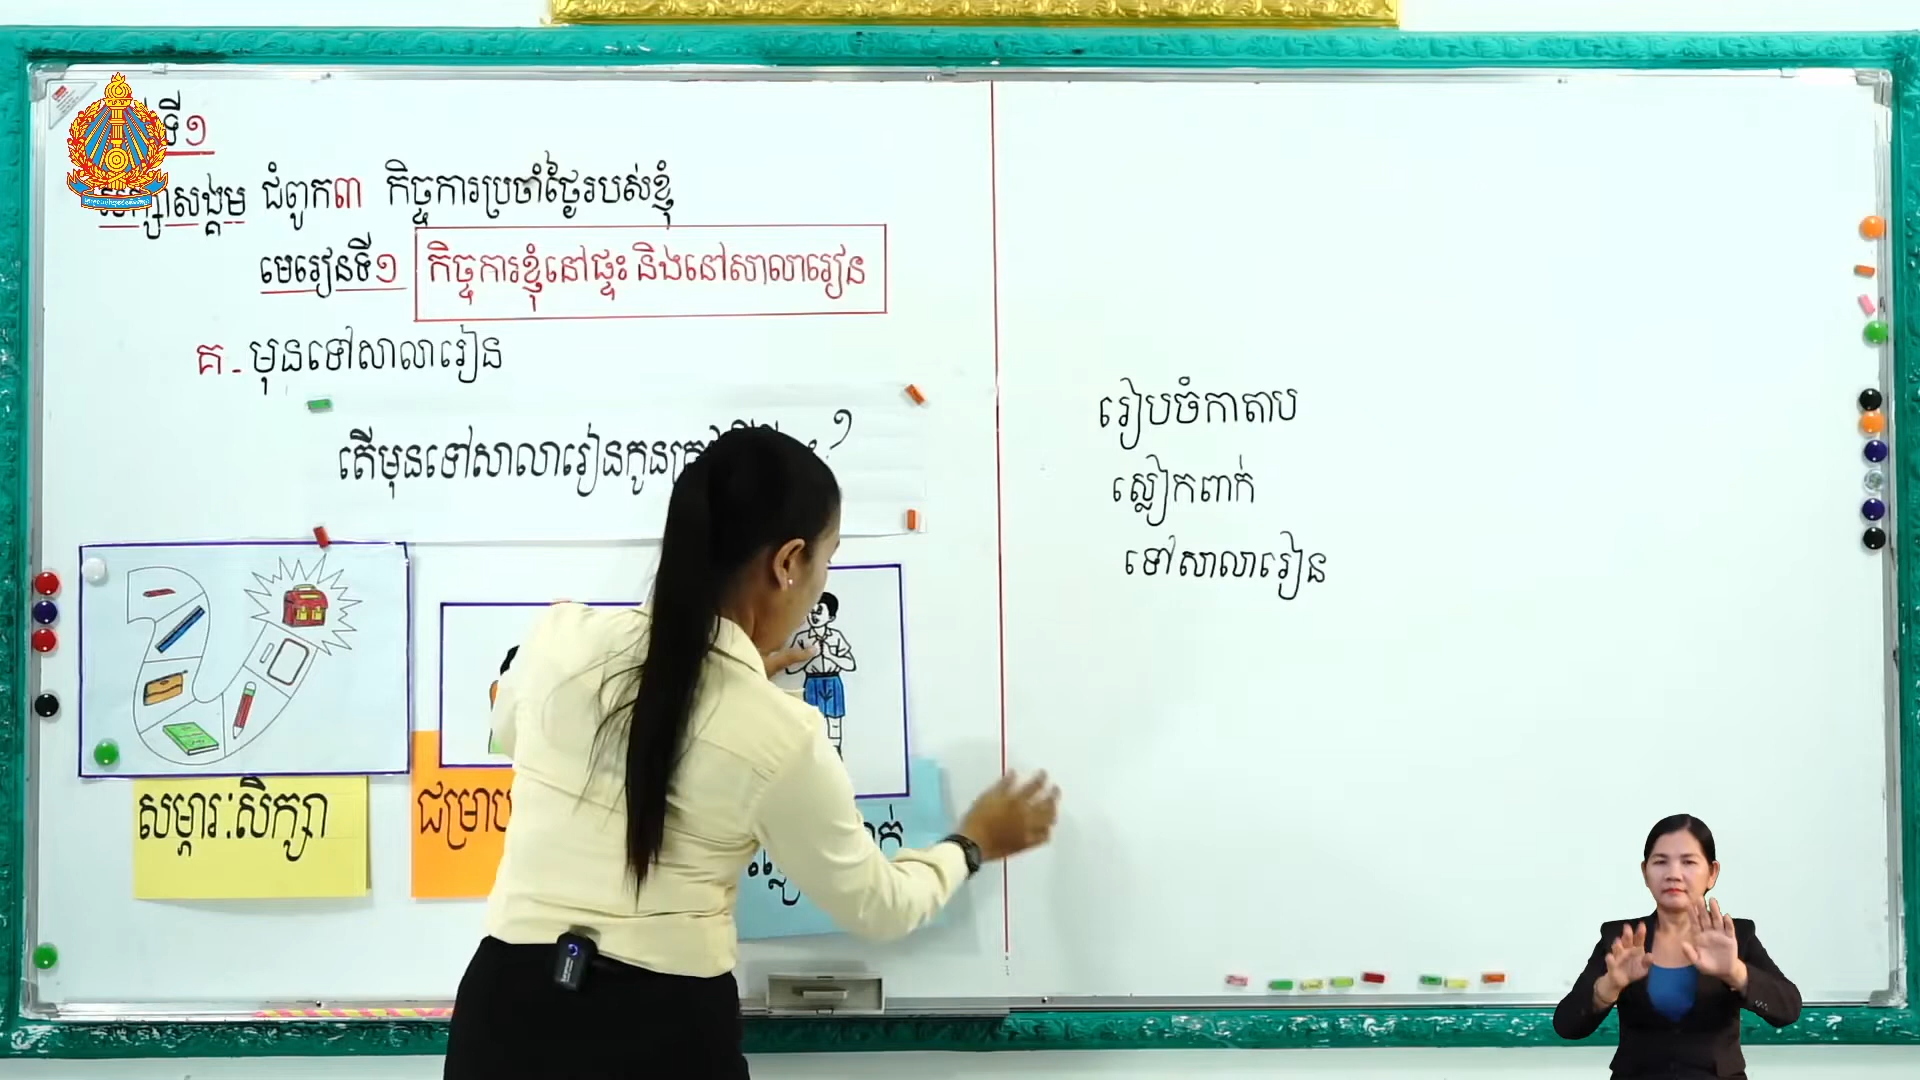 ទី១
សិក្សាសង្គម ជំពូក៣ កិច្ចការប្រចាំថ្ងៃរបស់ខ្ញុំ
មេរៀនទី១ កិច្ចការខ្ញុំនៅផ្ទះ និងនៅសាលារៀន
គ - មុនទៅសាលារៀន
តើមុនទៅសាលារៀនកូន ?
សម្ភារៈសិក្សា
រៀបចំកាតាប
ស្លៀកពាក់
ទៅសាលារៀន